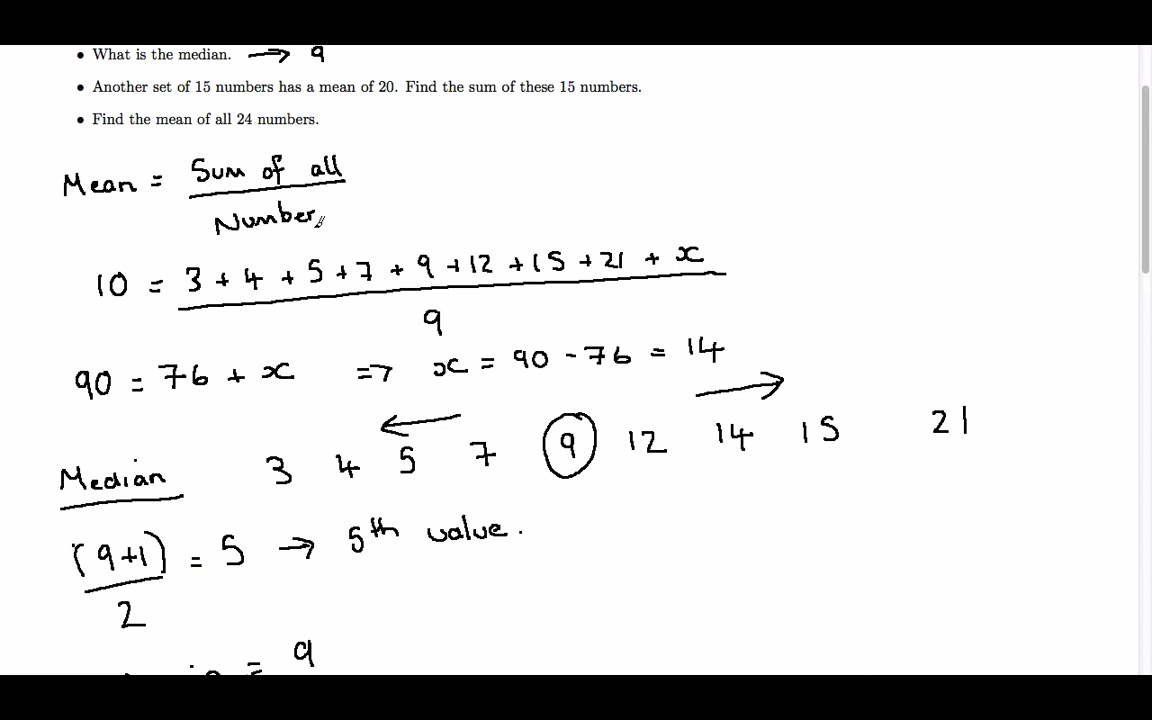 • What is the median. → 9
• Another set of 15 numbers has a mean of 20. Find the sum of these 15 numbers.
• Find the mean of all 24 numbers.
Mean = Sum of all
Numbers
10 = 3 + 4 + 5 + 7 + 9 + 12 + 15 + 21 + x
9
90 = 76 + x ⇒ x = 90 - 76 = 14
Median 3 4 5 7 9 12 14 15 21
(9+1) = 5 → 5th value.
2
= 9